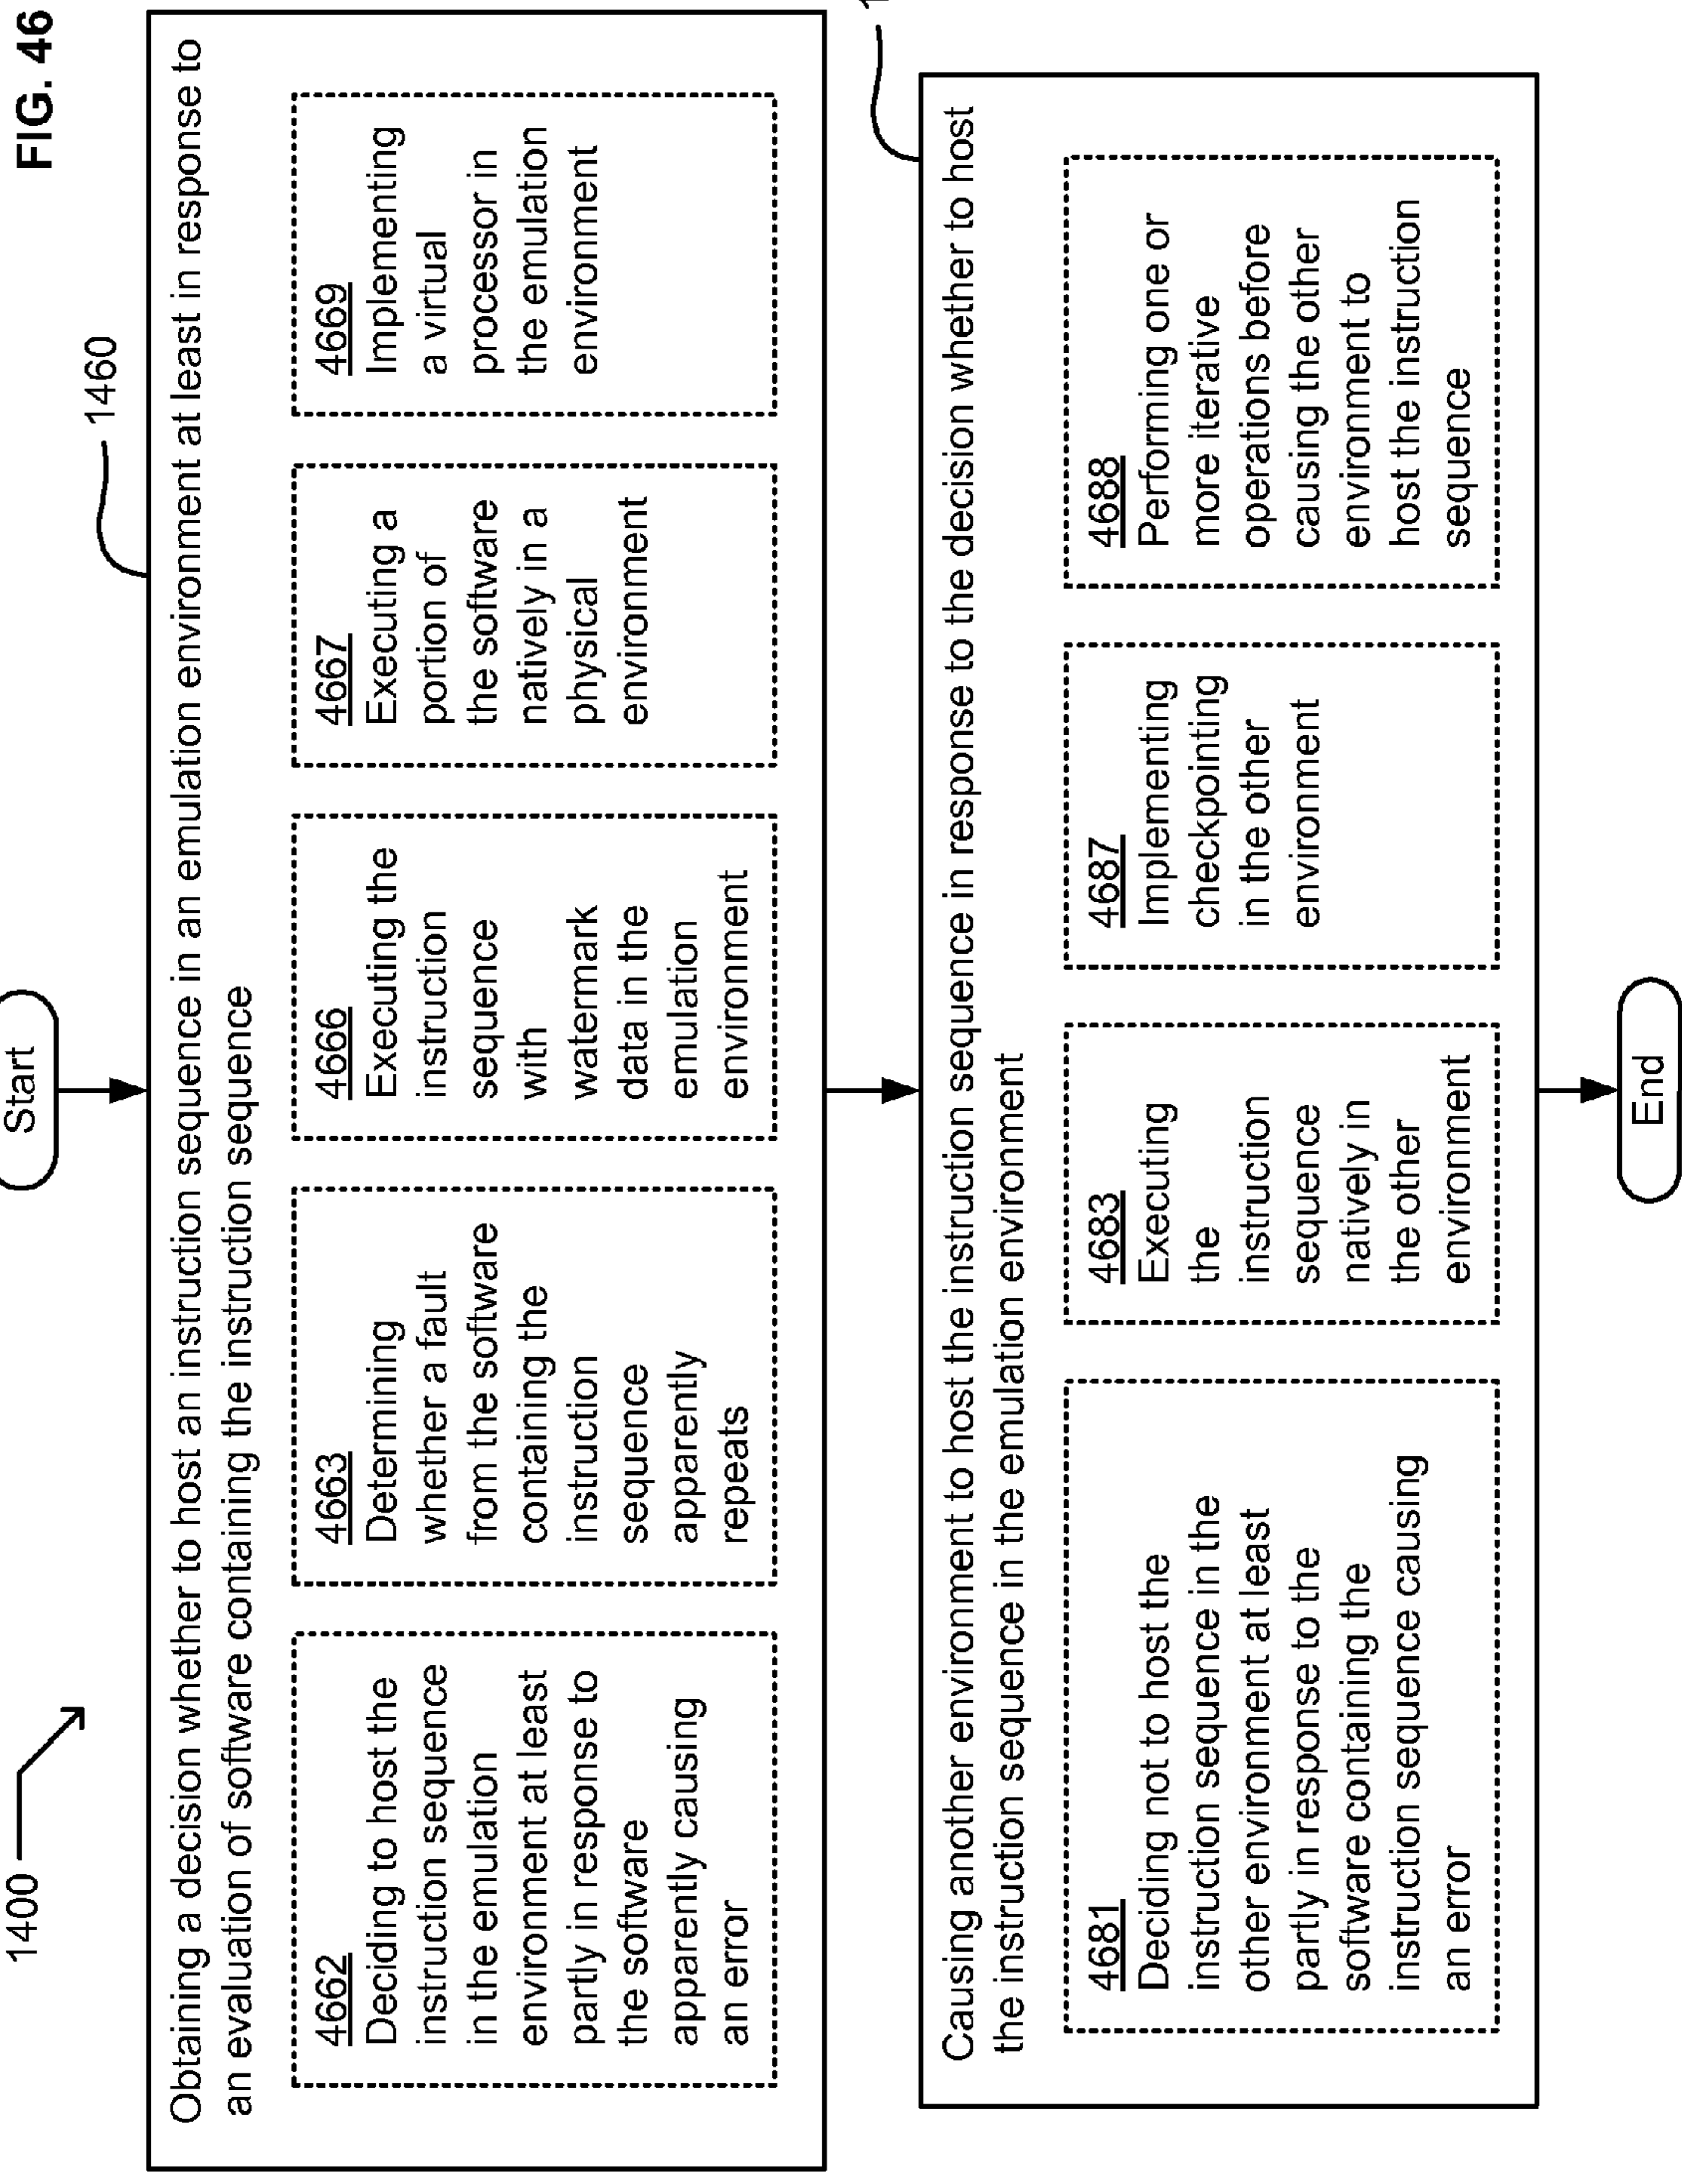 FIG. 46
1400
Start
1460
Obtaining a decision whether to host an instruction sequence in an emulation environment at least in response to
an evaluation of software containing the instruction sequence
4662
Deciding to host the
instruction sequence
in the emulation
environment at least
partly in response to
the software
apparently causing
an error
4663
Determining
whether a fault
from the software
containing the
instruction
sequence
apparently
repeats
4666
Executing the
instruction
sequence
with
watermark
data in the
emulation
environment
4667
Executing a
portion of
the software
natively in a
physical
environment
4669
Implementing
a virtual
processor in
the emulation
environment
Causing another environment to host the instruction sequence in response to the decision whether to host
the instruction sequence in the emulation environment
4681
Deciding not to host the
instruction sequence in the
other environment at least
partly in response to the
software containing the
instruction sequence causing
an error
4683
Executing
the
instruction
sequence
natively in
the other
environment
4687
Implementing
checkpointing
in the other
environment
4688
Performing one or
more iterative
operations before
causing the other
environment to
host the instruction
sequence
End